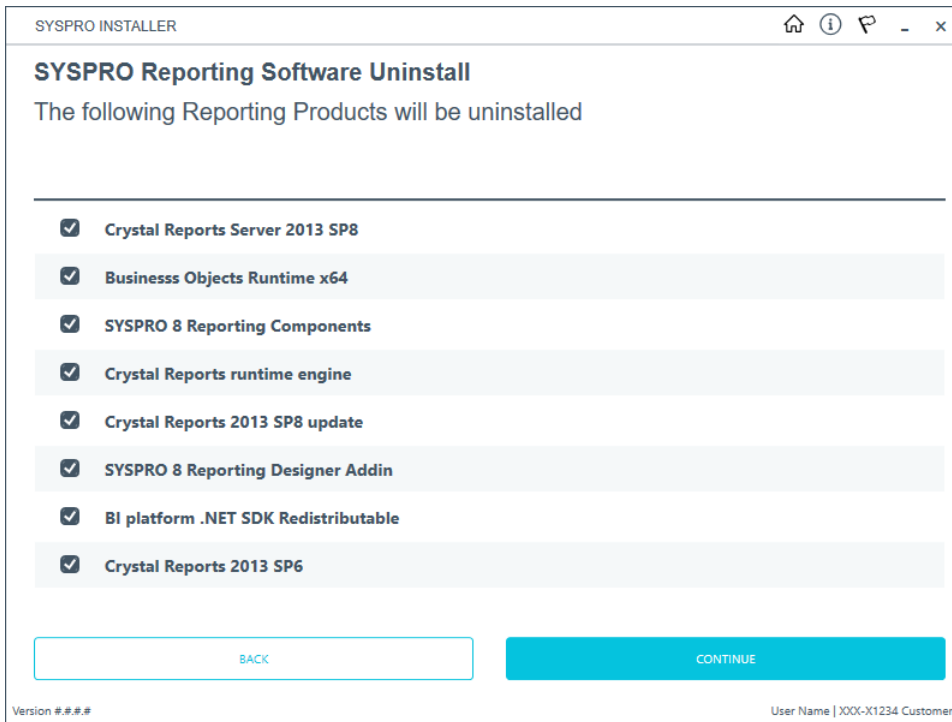 SYSPRO INSTALLER
SYSPRO Reporting Software Uninstall
The following Reporting Products will be uninstalled
Crystal Reports Server 2013 SP8
Businesss Objects Runtime x64
SYSPRO 8 Reporting Components
Crystal Reports runtime engine
Crystal Reports 2013 SP8 update
SYSPRO 8 Reporting Designer Addin
BI platform .NET SDK Redistributable
Crystal Reports 2013 SP6
BACK
CONTINUE
Version #.#.#.#
User Name | XXX-X1234 Customer